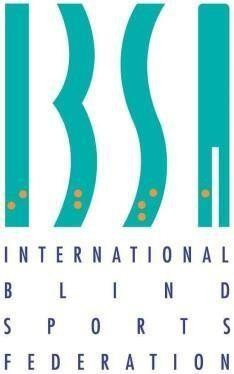 IBSA
INTERNATIONAL
BLIND
SPORTS
FEDERATION